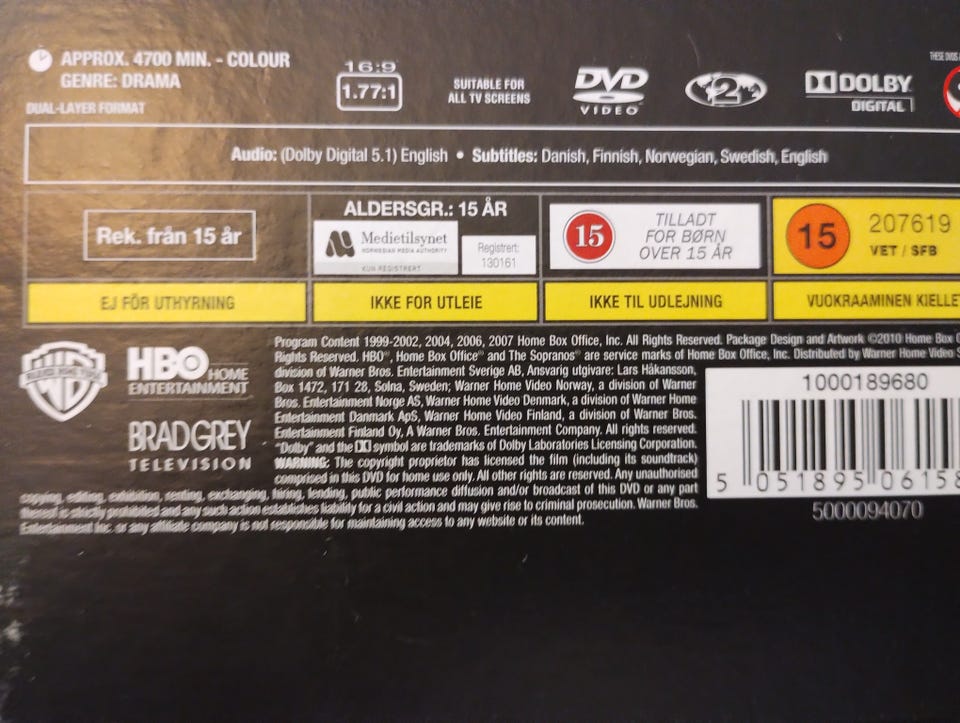 APPROX. 4700 MIN. - COLOUR
GENRE: DRAMA
DUAL-LAYER FORMAT
16:9
1.77:1
SUITABLE FOR
ALL TV SCREENS
DVD
VIDEO
2
DOLBY
DIGITAL
THESE DVDS
Audio: (Dolby Digital 5.1) English • Subtitles: Danish, Finnish, Norwegian, Swedish, English
Rek. från 15 år
ALDERSGR.: 15 ÅR
Medietilsynet
NORWEGIAN MEDIA AUTHORITY
KUN REGISTRERT
Registrert:
130161
15
TILLADT
FOR BØRN
OVER 15 ÅR
15
207619
VET / SFB
EJ FÖR UTHYRNING
IKKE FOR UTLEIE
IKKE TIL UDLEJNING
VUOKRAAMINEN KIELLET
HBO HOME
ENTERTAINMENT
BRAD GREY
TELEVISION
Program Content 1999-2002, 2004, 2006, 2007 Home Box Office, Inc. All Rights Reserved. Package Design and Artwork ©2010 Home Box O
Rights Reserved. HBO®, Home Box Office® and The Sopranos® are service marks of Home Box Office, Inc. Distributed by Warner Home Video
division of Warner Bros. Entertainment Sverige AB, Ansvarig utgivare: Lars Håkansson,
Box 1472, 171 28, Solna, Sweden; Warner Home Video Norway, a division of Warner
Bros. Entertainment Norge AS, Warner Home Video Denmark, a division of Warner
Entertainment Danmark ApS, Warner Home Video Finland, a division of Warner Bros.
Entertainment Finland Oy, A Warner Bros. Entertainment Company. All rights reserved.
"Dolby" and the DD symbol are trademarks of Dolby Laboratories Licensing Corporation.
WARNING: The copyright proprietor has licensed the film (including its soundtrack)
comprised in this DVD for home use only. All other rights are reserved. Any unauthorised
copying, editing, exhibition, renting, exchanging, hiring, lending, public performance diffusion and/or broadcast of this DVD or any part
thereof is strictly prohibited and any such action establishes liability for a civil action and may give rise to criminal prosecution. Warner Bros.
Entertainment Inc. or any affiliate company is not responsible for maintaining access to any website or its content.
1000189680
5 051895 06158
5000094070